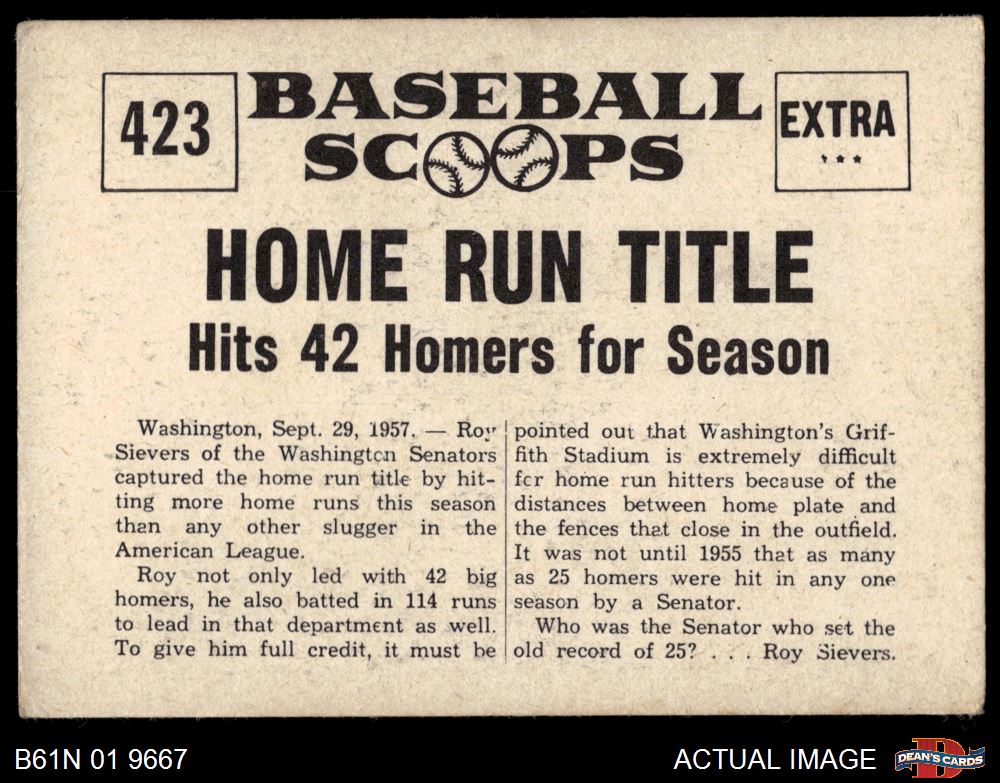 423
BASEBALL
SCOOPS
EXTRA
HOME RUN TITLE
Hits 42 Homers for Season
Washington, Sept. 29, 1957. — Roy
Sievers of the Washington Senators
captured the home run title by hit-
ting more home runs this season
than any other slugger in the
American League.
Roy not only led with 42 big
homers, he also batted in 114 runs
to lead in that department as well.
To give him full credit, it must be
pointed out that Washington's Grif-
fith Stadium is extremely difficult
for home run hitters because of the
distances between home plate and
the fences that close in the outfield.
It was not until 1955 that as many
as 25 homers were hit in any one
season by a Senator.
Who was the Senator who set the
old record of 25? . . . Roy Sievers.
B61N 01 9667
ACTUAL IMAGE
D
DEAN'S CARDS